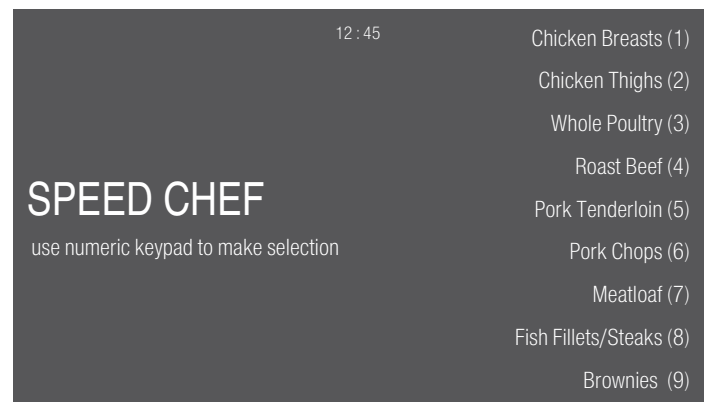 12 : 45
SPEED CHEF
use numeric keypad to make selection
Chicken Breasts (1)
Chicken Thighs (2)
Whole Poultry (3)
Roast Beef (4)
Pork Tenderloin (5)
Pork Chops (6)
Meatloaf (7)
Fish Fillets/Steaks (8)
Brownies (9)